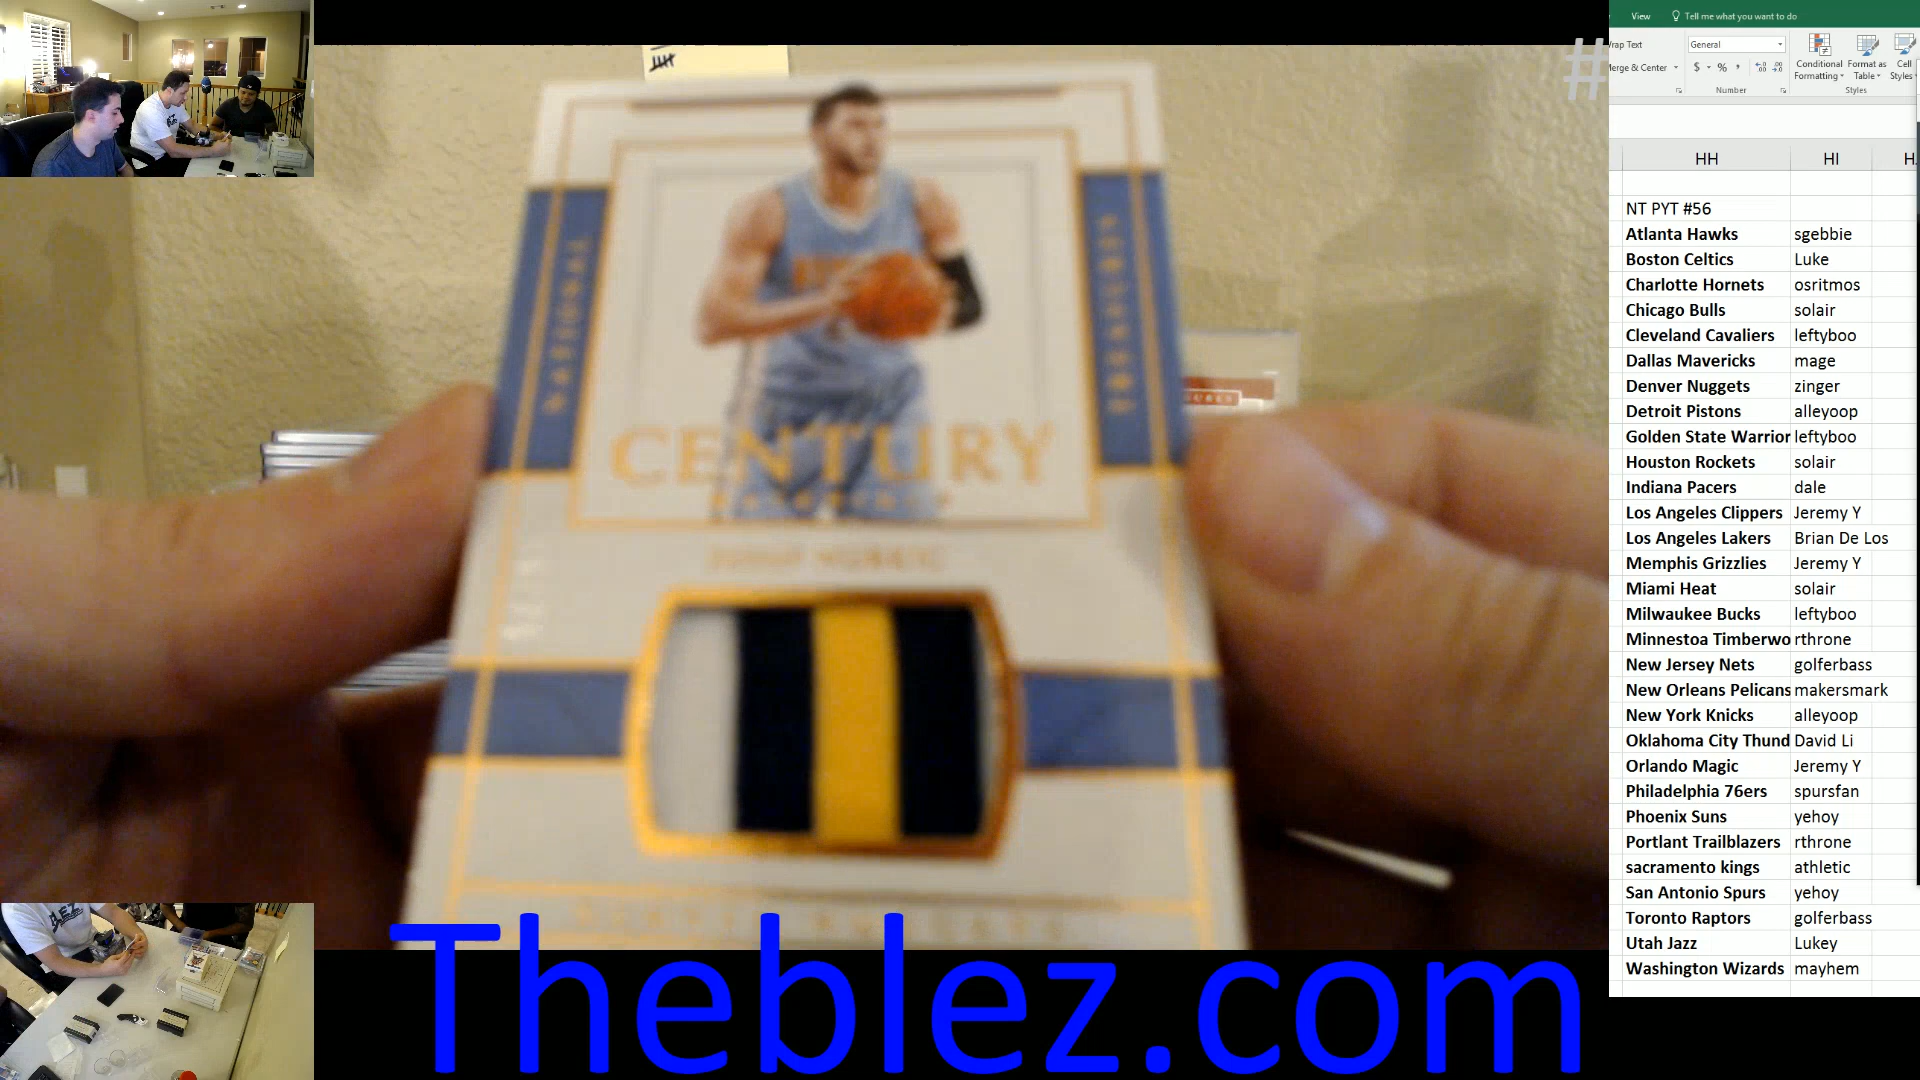 View
Tell me what you want to do
rap Text
General
Merge & Center
$ % ,
Conditional
Formatting
Format as
Table
Cell
Styles
Number
Styles
HH HI H
NT PYT #56
Atlanta Hawks sgebbie
Boston Celtics Luke
Charlotte Hornets osritmos
Chicago Bulls solair
Cleveland Cavaliers leftyboo
Dallas Mavericks mage
Denver Nuggets zinger
Detroit Pistons alleyoop
Golden State Warrior leftyboo
Houston Rockets solair
Indiana Pacers dale
Los Angeles Clippers Jeremy Y
Los Angeles Lakers Brian De Los
Memphis Grizzlies Jeremy Y
Miami Heat solair
Milwaukee Bucks leftyboo
Minnestoa Timberwo rthrone
New Jersey Nets golferbass
New Orleans Pelicans makersmark
New York Knicks alleyoop
Oklahoma City Thund David Li
Orlando Magic Jeremy Y
Philadelphia 76ers spursfan
Phoenix Suns yehoy
Portlant Trailblazers rthrone
sacramento kings athletic
San Antonio Spurs yehoy
Toronto Raptors golferbass
Utah Jazz Lukey
Washington Wizards mayhem
#
NATIONAL
TREASURES
CENTURY
MATERIALS
JUSUF NURKIC
Theblez.com